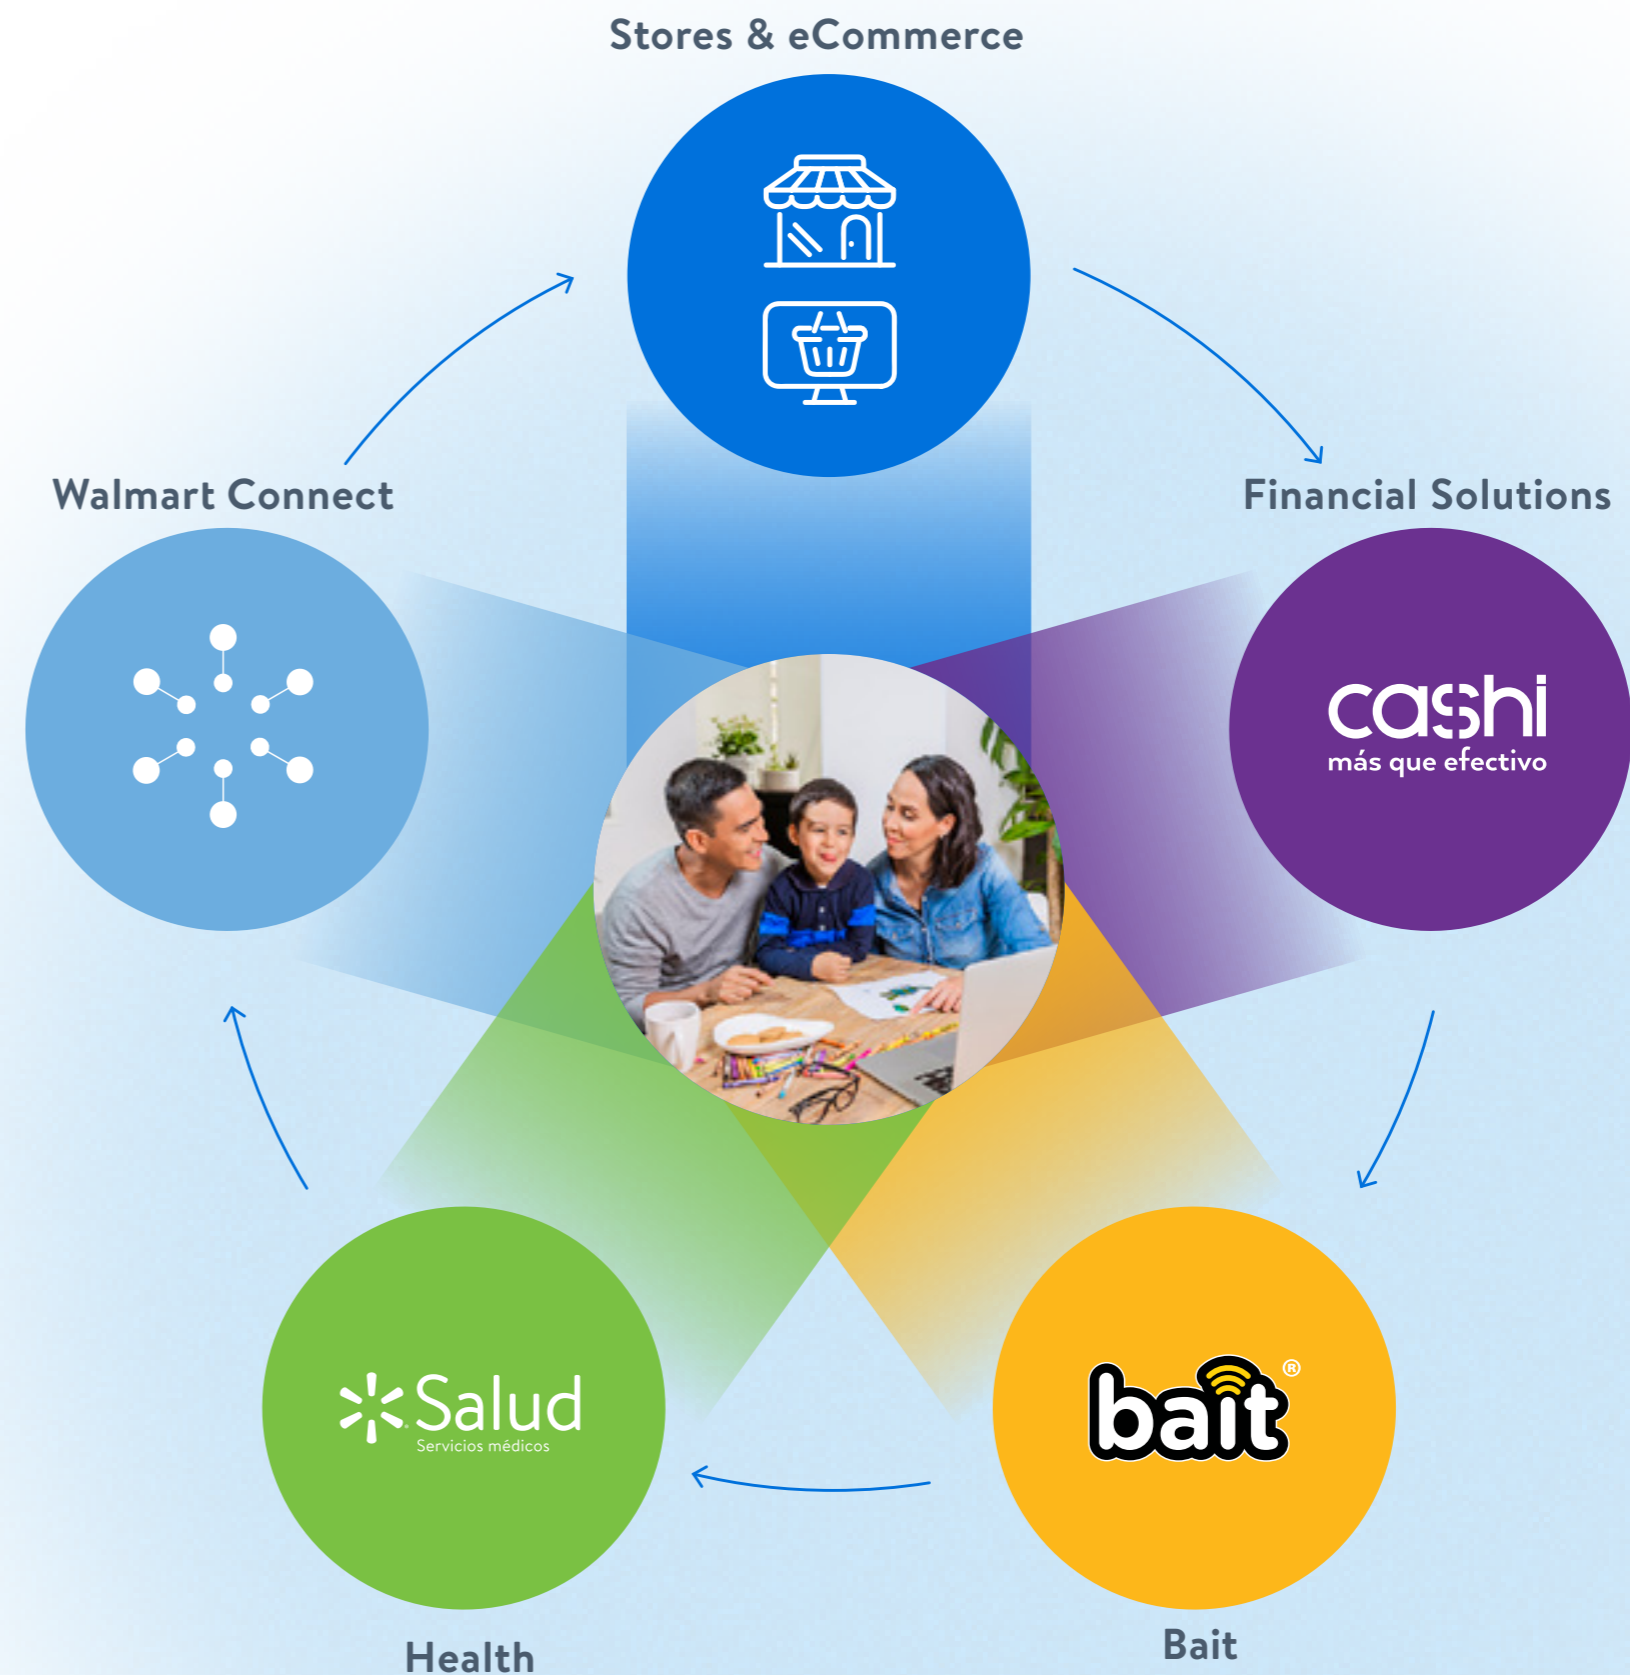 Stores & eCommerce
Walmart Connect
Financial Solutions
cashi
más que efectivo
Salud
Servicios médicos
bait®
Health
Bait